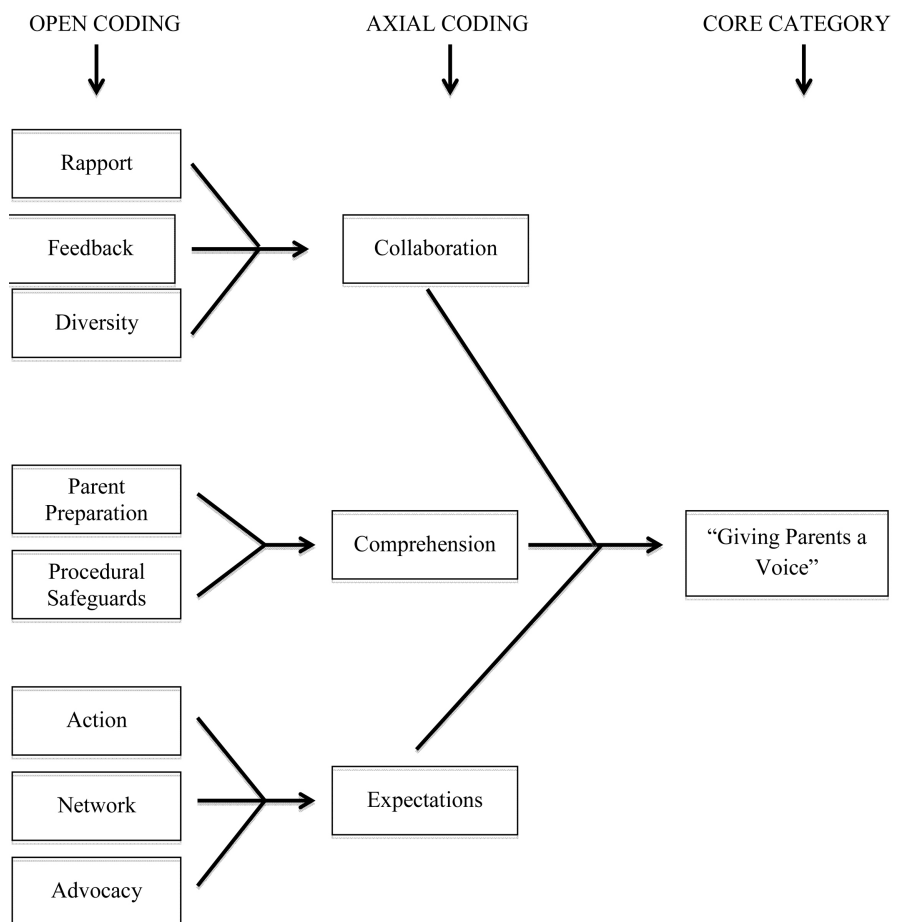 OPEN CODING
AXIAL CODING
CORE CATEGORY
Rapport
Feedback
Diversity
Collaboration
Parent
Preparation
Procedural
Safeguards
Comprehension
“Giving Parents a
Voice”
Action
Network
Advocacy
Expectations